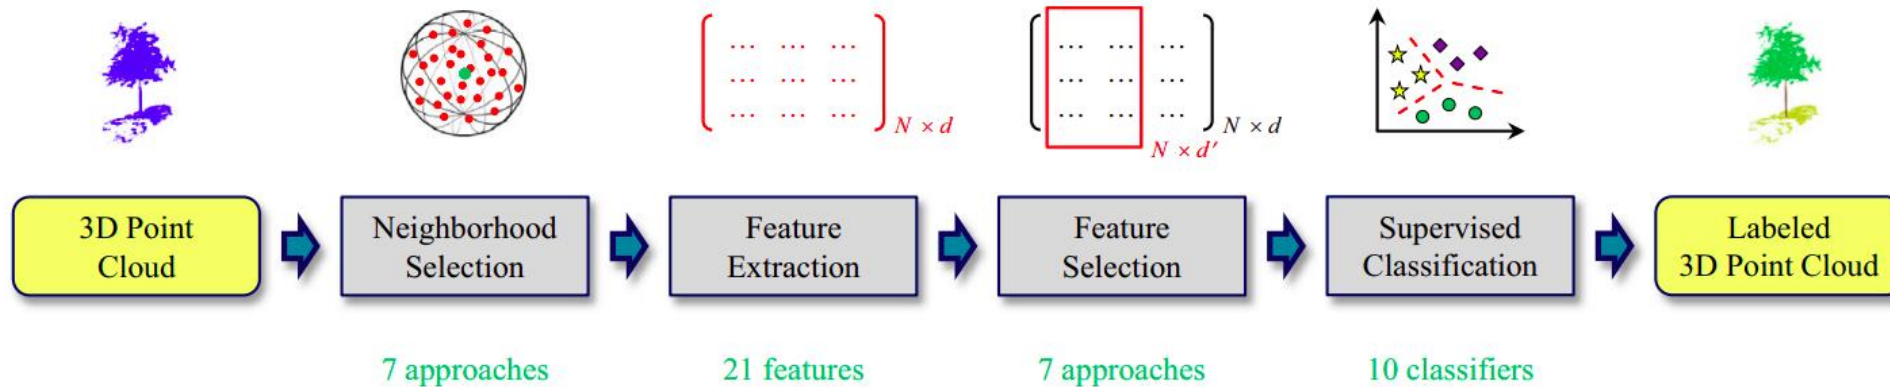 ... ... ...
... ... ...
... ... ...
N × d
... ... ...
... ... ...
... ... ...
N × d
N × d′
3D Point
Cloud
Neighborhood
Selection
Feature
Extraction
Feature
Selection
Supervised
Classification
Labeled
3D Point Cloud
7 approaches
21 features
7 approaches
10 classifiers